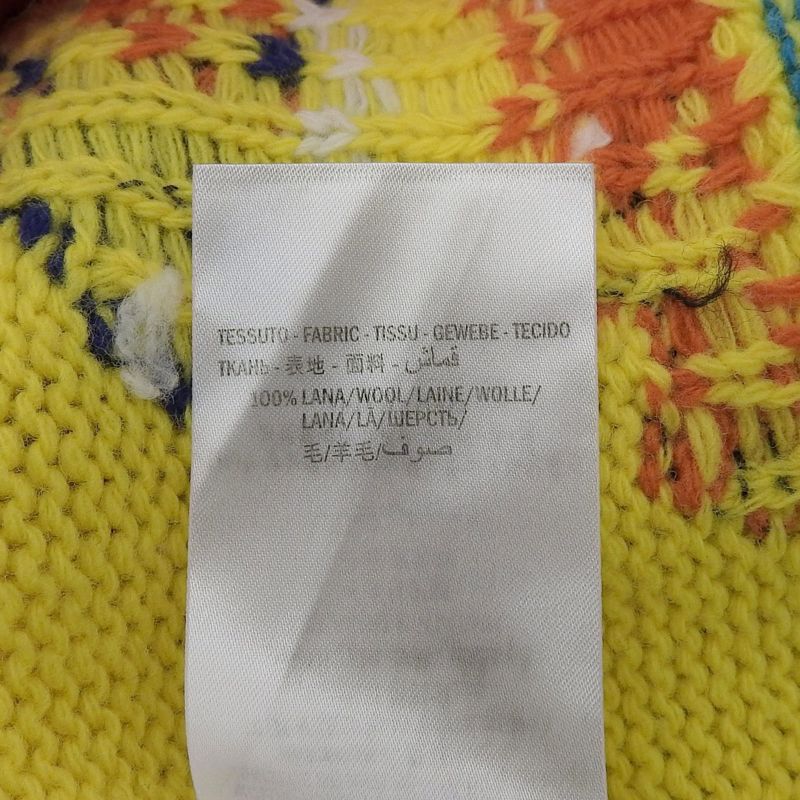 TESSUTO - FABRIC - TISSU - GEWEBE - TECIDO
ТКАНЬ - 表地 - 面料 - قماش
100% LANA/WOOL/LAINE/WOLLE/
LANA/LÃ/ШЕРСТЬ/
毛/羊毛/صوف